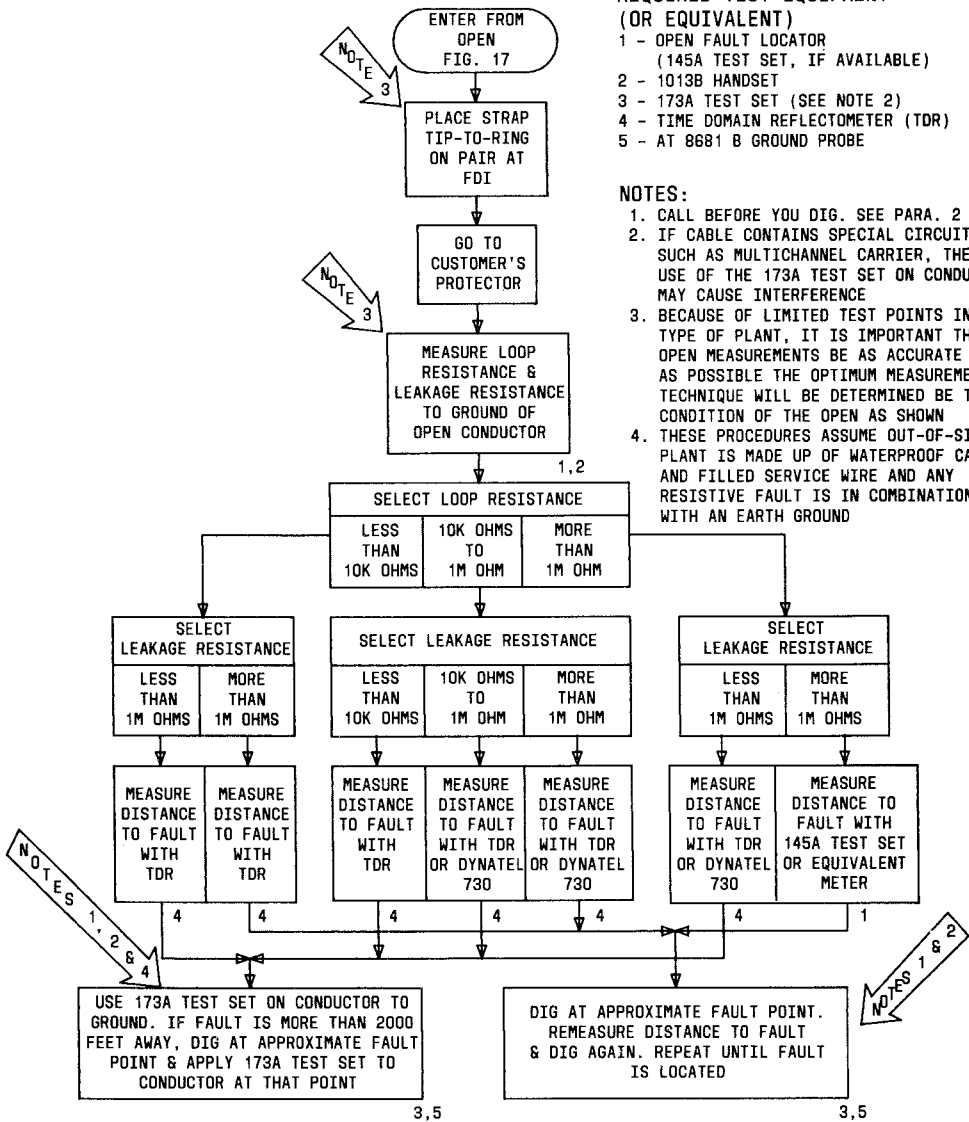 (OR EQUIVALENT)
1 - OPEN FAULT LOCATOR
(145A TEST SET, IF AVAILABLE)
2 - 1013B HANDSET
3 - 173A TEST SET (SEE NOTE 2)
4 - TIME DOMAIN REFLECTOMETER (TDR)
5 - AT 8681 B GROUND PROBE
NOTES:
1. CALL BEFORE YOU DIG. SEE PARA. 2
2. IF CABLE CONTAINS SPECIAL CIRCUIT
SUCH AS MULTICHANNEL CARRIER, THE
USE OF THE 173A TEST SET ON CONDU
MAY CAUSE INTERFERENCE
3. BECAUSE OF LIMITED TEST POINTS IN
TYPE OF PLANT, IT IS IMPORTANT TH
OPEN MEASUREMENTS BE AS ACCURATE
AS POSSIBLE THE OPTIMUM MEASUREME
TECHNIQUE WILL BE DETERMINED BE T
CONDITION OF THE OPEN AS SHOWN
4. THESE PROCEDURES ASSUME OUT-OF-SI
PLANT IS MADE UP OF WATERPROOF CA
AND FILLED SERVICE WIRE AND ANY
RESISTIVE FAULT IS IN COMBINATION
WITH AN EARTH GROUND
ENTER FROM
OPEN
FIG. 17
NOTE 3
PLACE STRAP
TIP-TO-RING
ON PAIR AT
FDI
GO TO
CUSTOMER'S
PROTECTOR
NOTE 3
MEASURE LOOP
RESISTANCE &
LEAKAGE RESISTANCE
TO GROUND OF
OPEN CONDUCTOR
1,2
SELECT LOOP RESISTANCE
LESS
THAN
10K OHMS
10K OHMS
TO
1M OHM
MORE
THAN
1M OHM
SELECT
LEAKAGE RESISTANCE
LESS
THAN
1M OHMS
MORE
THAN
1M OHMS
SELECT LEAKAGE RESISTANCE
LESS
THAN
10K OHMS
10K OHMS
TO
1M OHM
MORE
THAN
1M OHM
SELECT
LEAKAGE RESISTANCE
LESS
THAN
1M OHMS
MORE
THAN
1M OHMS
MEASURE
DISTANCE
TO FAULT
WITH
TDR
4
MEASURE
DISTANCE
TO FAULT
WITH
TDR
4
MEASURE
DISTANCE
TO FAULT
WITH
TDR
4
MEASURE
DISTANCE
TO FAULT
WITH TDR
OR DYNATEL
730
4
MEASURE
DISTANCE
TO FAULT
WITH TDR
OR DYNATEL
730
4
MEASURE
DISTANCE
TO FAULT
WITH TDR
OR DYNATEL
730
4
MEASURE
DISTANCE TO
FAULT WITH
145A TEST SET
OR EQUIVALENT
METER
1
NOTES 1, 2 & 4
USE 173A TEST SET ON CONDUCTOR TO
GROUND. IF FAULT IS MORE THAN 2000
FEET AWAY, DIG AT APPROXIMATE FAULT
POINT & APPLY 173A TEST SET TO
CONDUCTOR AT THAT POINT
3,5
NOTES 1 & 2
DIG AT APPROXIMATE FAULT POINT.
REMEASURE DISTANCE TO FAULT
& DIG AGAIN. REPEAT UNTIL FAULT
IS LOCATED
3,5